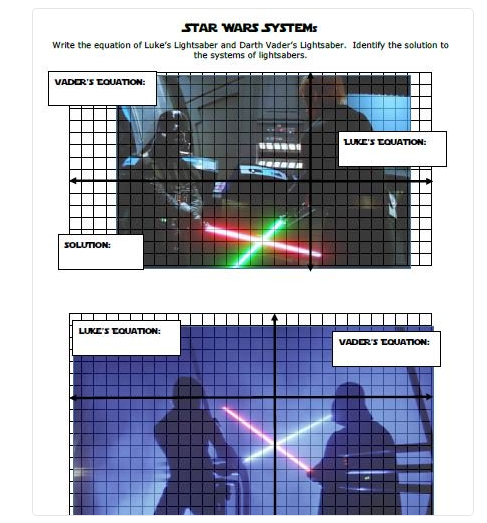 STAR WARS SYSTEMs
Write the equation of Luke's Lightsaber and Darth Vader's Lightsaber. Identify the solution to
the systems of lightsabers.
VADER'S EQUATION:
LUKE'S EQUATION:
SOLUTION:
LUKE'S EQUATION:
VADER'S EQUATION: